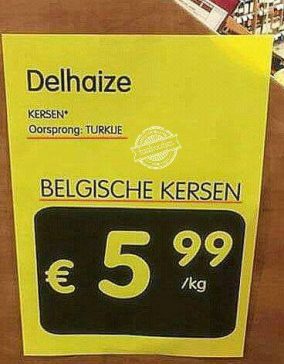 Delhaize
KERSEN*
Oorsprong: TURKIJE
BELGISCHE KERSEN
€ 5 99
/kg